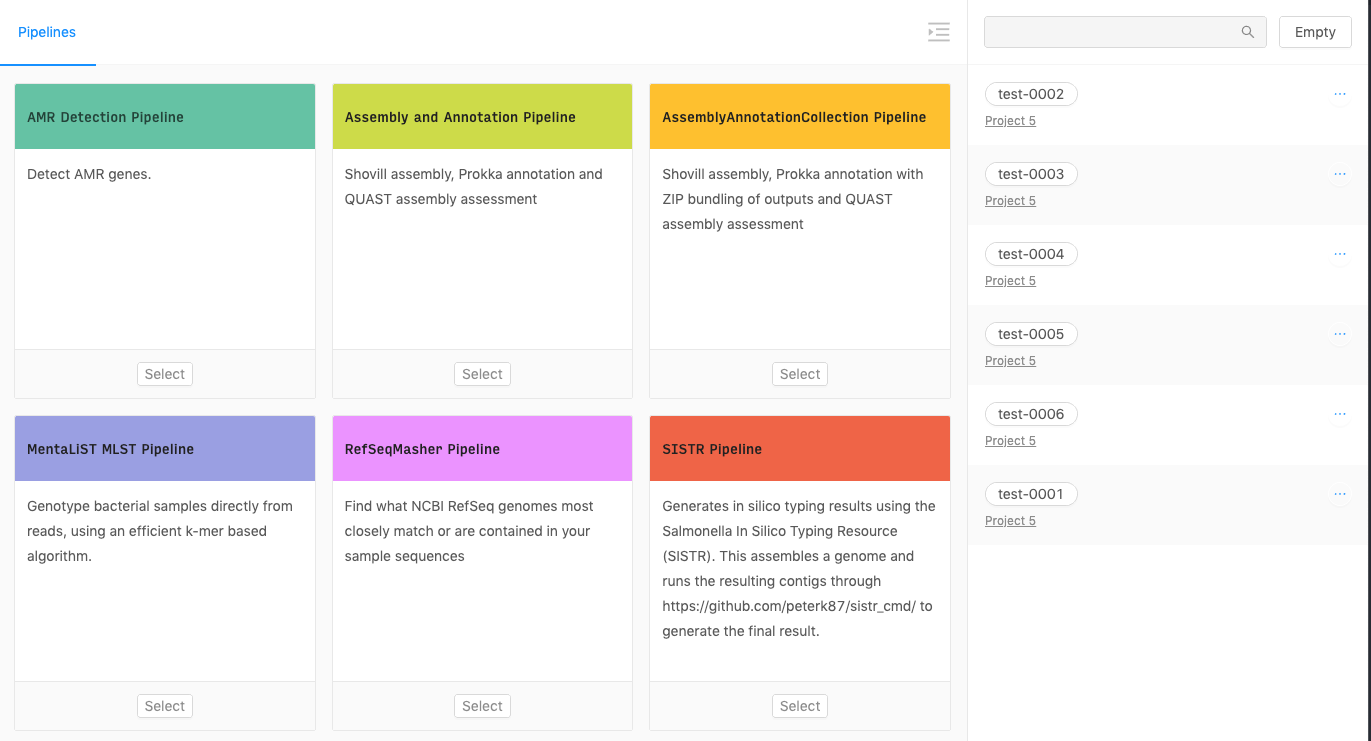 Pipelines
AMR Detection Pipeline
Detect AMR genes.
Select
Assembly and Annotation Pipeline
Shovill assembly, Prokka annotation and
QUAST assembly assessment
Select
AssemblyAnnotationCollection Pipeline
Shovill assembly, Prokka annotation with
ZIP bundling of outputs and QUAST
assembly assessment
Select
MentaLiST MLST Pipeline
Genotype bacterial samples directly from
reads, using an efficient k-mer based
algorithm.
Select
RefSeqMasher Pipeline
Find what NCBI RefSeq genomes most
closely match or are contained in your
sample sequences
Select
SISTR Pipeline
Generates in silico typing results using the
Salmonella In Silico Typing Resource
(SISTR). This assembles a genome and
runs the resulting contigs through
https://github.com/peterk87/sistr_cmd/ to
generate the final result.
Select
Empty
test-0002
Project 5
test-0003
Project 5
test-0004
Project 5
test-0005
Project 5
test-0006
Project 5
test-0001
Project 5